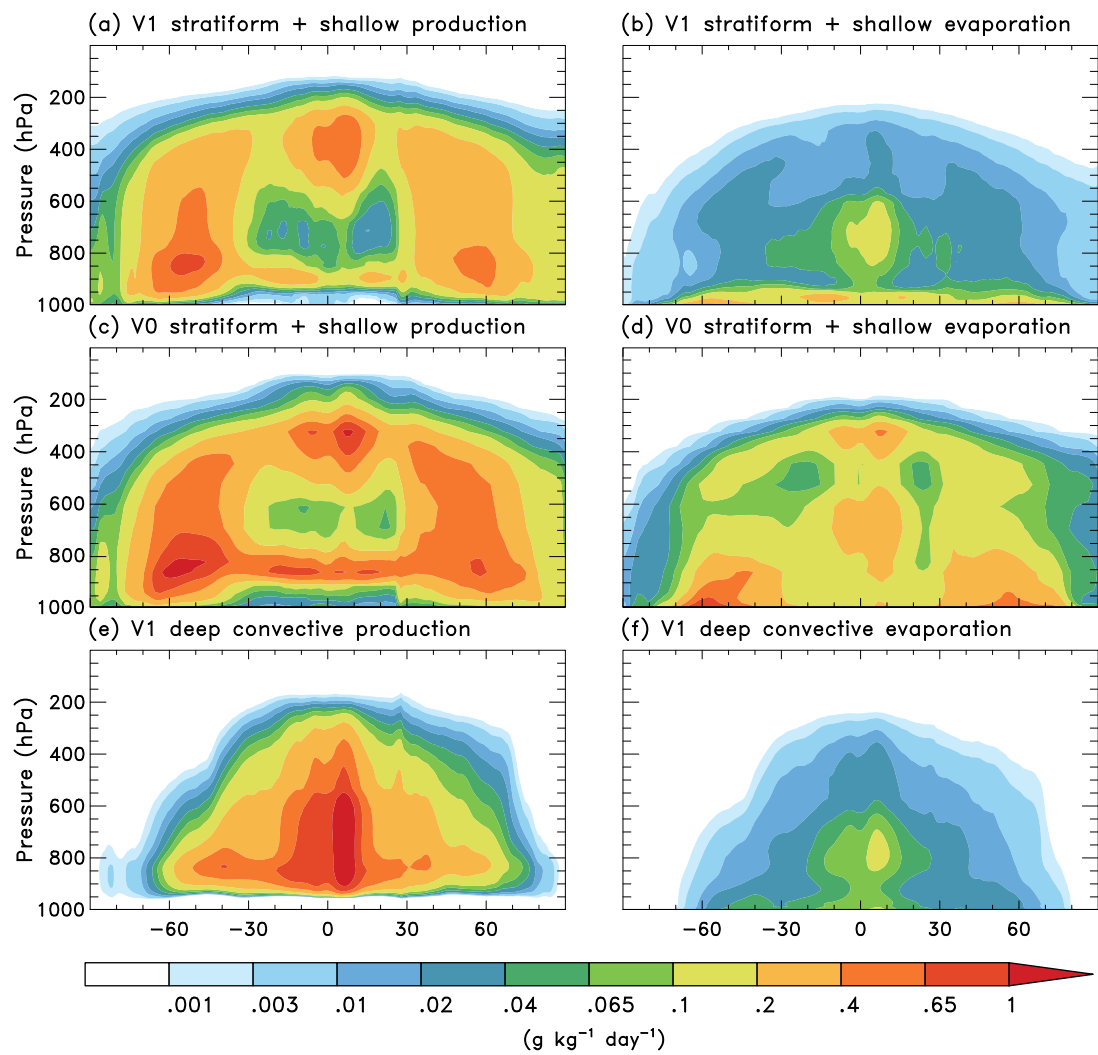 (a) V1 stratiform + shallow production
(b) V1 stratiform + shallow evaporation
Pressure (hPa)
200
400
600
800
1000
(c) V0 stratiform + shallow production
(d) V0 stratiform + shallow evaporation
Pressure (hPa)
200
400
600
800
1000
(e) V1 deep convective production
(f) V1 deep convective evaporation
Pressure (hPa)
200
400
600
800
1000
−60 −30 0 30 60
−60 −30 0 30 60
.001 .003 .01 .02 .04 .065 .1 .2 .4 .65 1
(g kg⁻¹ day⁻¹)